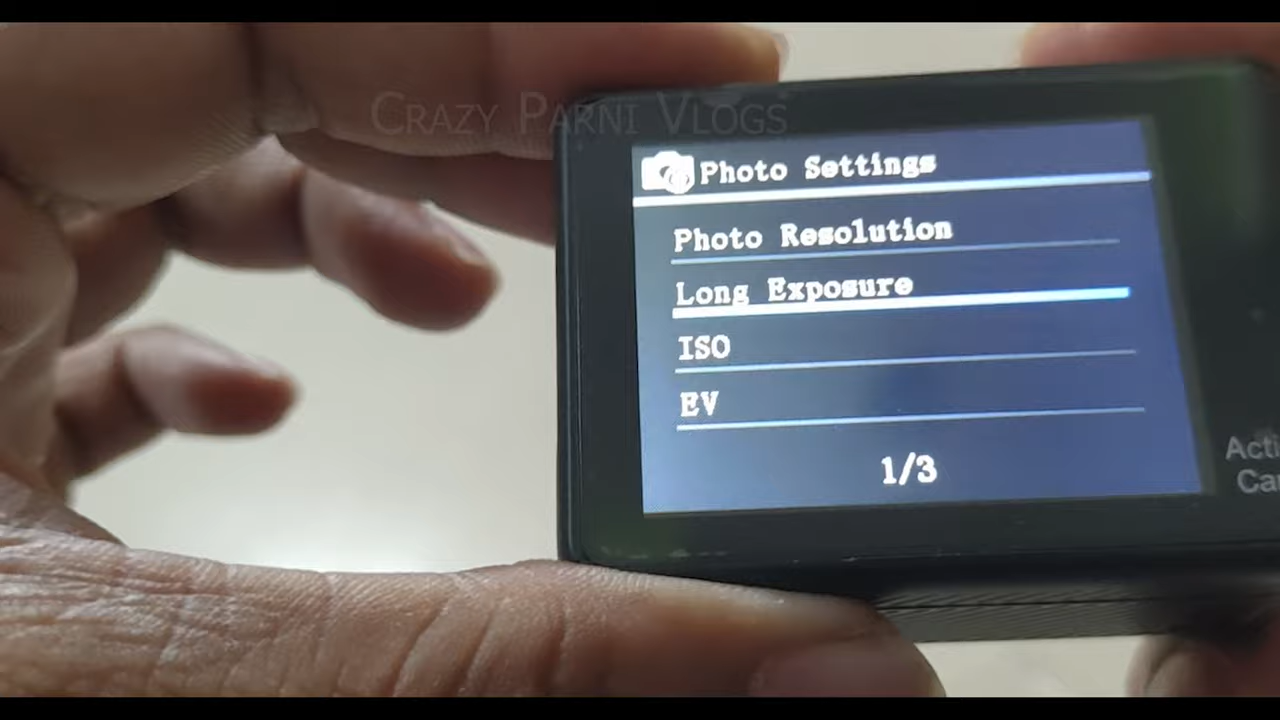 CRAZY PARNI VLOGS
Photo Settings
Photo Resolution
Long Exposure
ISO
EV
1/3